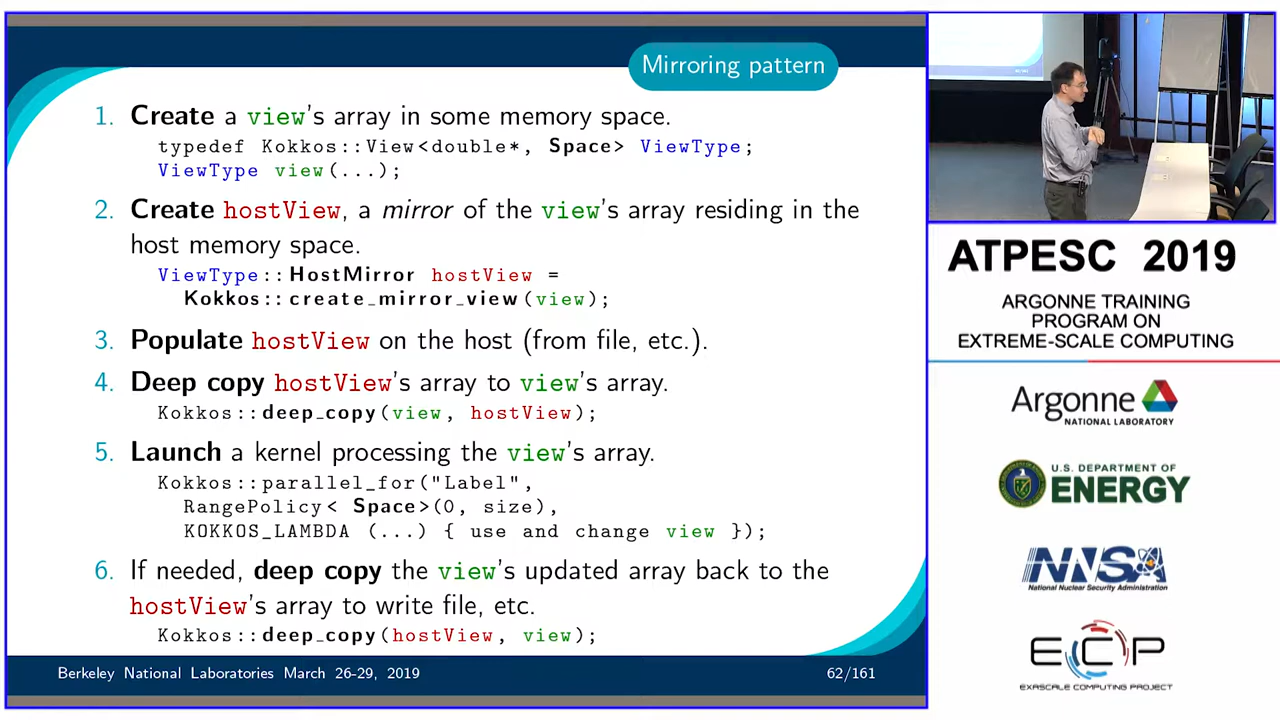 Mirroring pattern
1. Create a view's array in some memory space.
typedef Kokkos::View<double*, Space> ViewType;
ViewType view(...);
2. Create hostView, a mirror of the view's array residing in the
host memory space.
ViewType::HostMirror hostView =
Kokkos::create_mirror_view(view);
3. Populate hostView on the host (from file, etc.).
4. Deep copy hostView's array to view's array.
Kokkos::deep_copy(view, hostView);
5. Launch a kernel processing the view's array.
Kokkos::parallel_for("Label",
RangePolicy< Space>(0, size),
KOKKOS_LAMBDA (...) { use and change view });
6. If needed, deep copy the view's updated array back to the
hostView's array to write file, etc.
Kokkos::deep_copy(hostView, view);
Berkeley National Laboratories March 26-29, 2019
62/161
ATPESC 2019
ARGONNE TRAINING
PROGRAM ON
EXTREME-SCALE COMPUTING
Argonne
NATIONAL LABORATORY
U.S. DEPARTMENT OF
ENERGY
NNSA
National Nuclear Security Administration
ECP
EXASCALE COMPUTING PROJECT